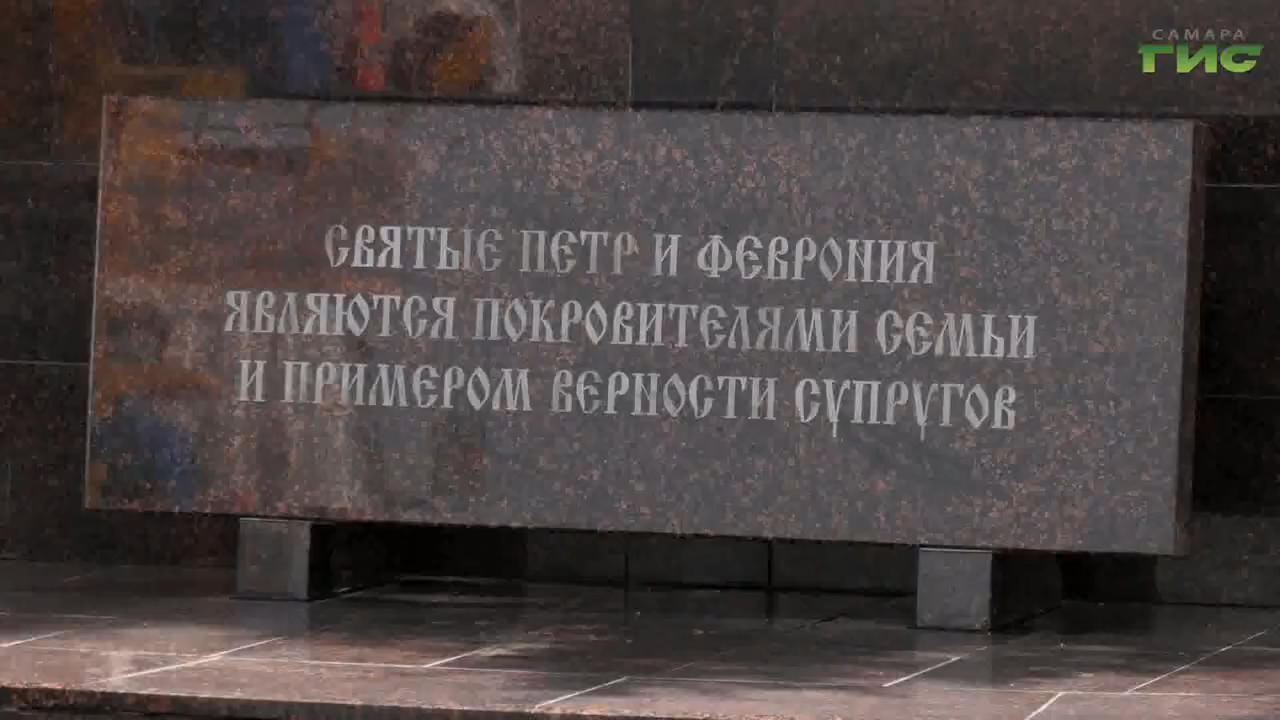 САМАРА
ГИС
СВЯТЫЕ ПЕТР И ФЕВРОНИЯ
ЯВЛЯЮТСЯ ПОКРОВИТЕЛЯМИ СЕМЬИ
И ПРИМЕРОМ ВЕРНОСТИ СУПРУГОВ